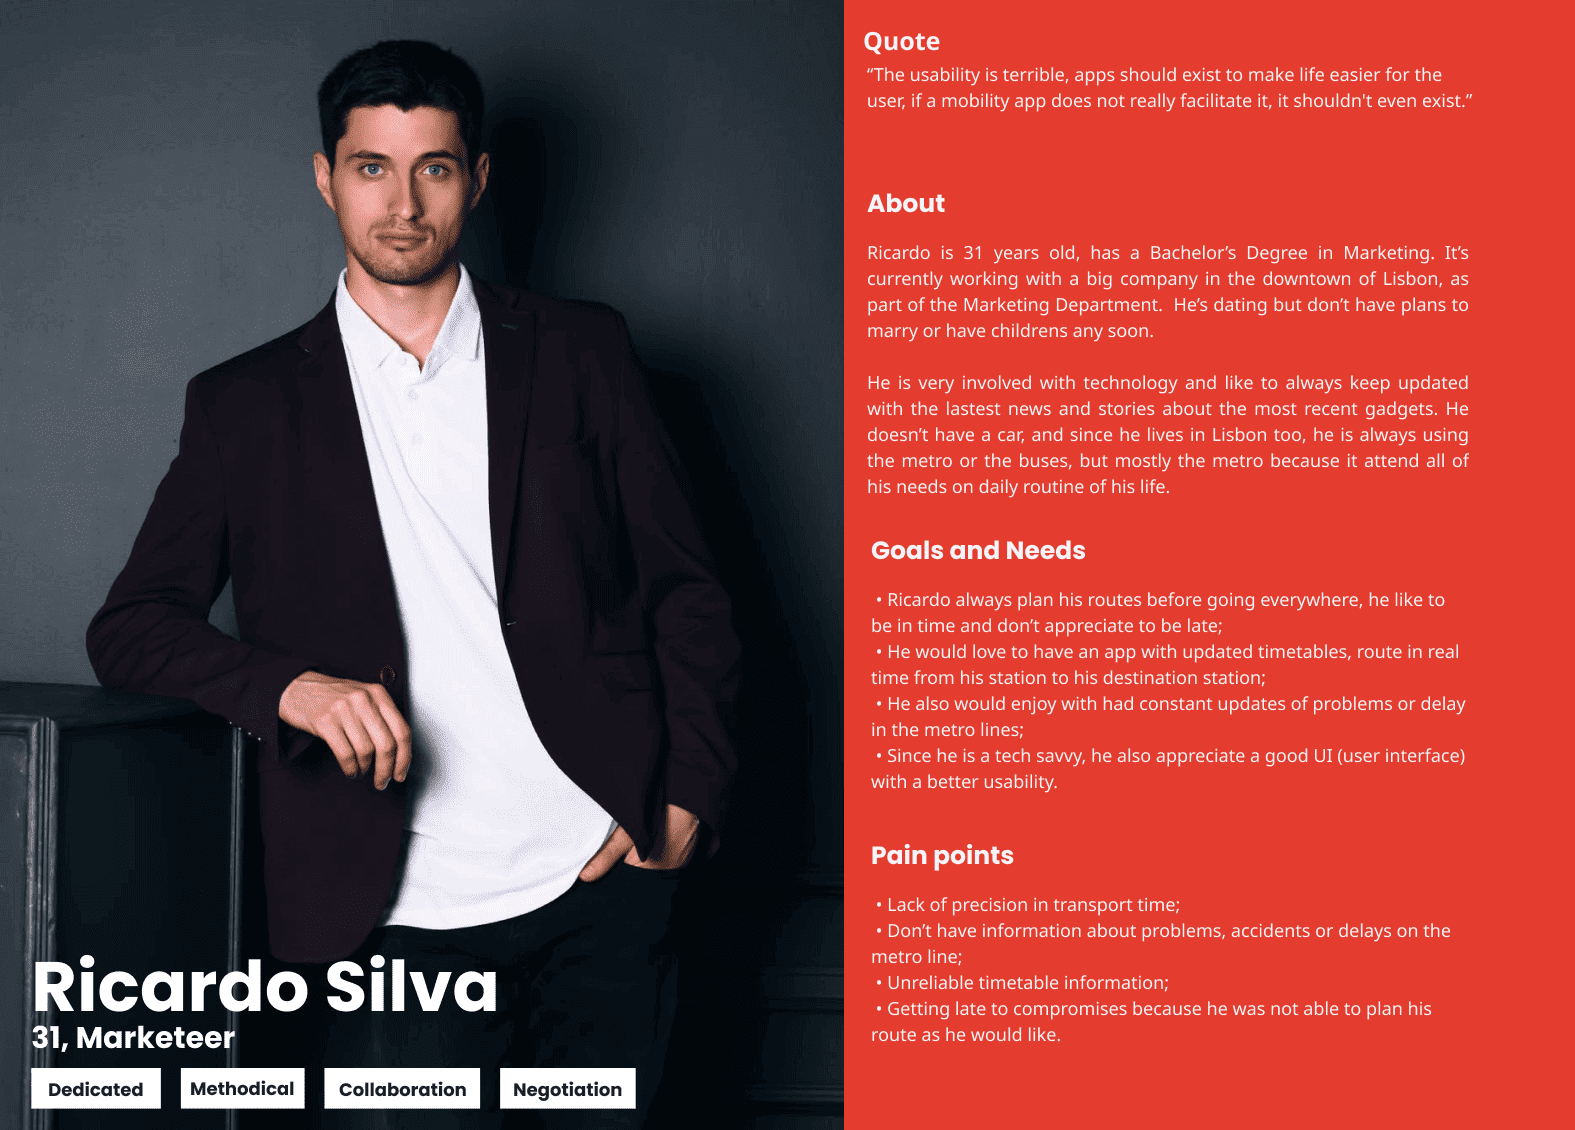 Quote
“The usability is terrible, apps should exist to make life easier for the
user, if a mobility app does not really facilitate it, it shouldn't even exist.”
About
Ricardo is 31 years old, has a Bachelor’s Degree in Marketing. It’s
currently working with a big company in the downtown of Lisbon, as
part of the Marketing Department.  He’s dating but don’t have plans to
marry or have childrens any soon.
He is very involved with technology and like to always keep updated
with the lastest news and stories about the most recent gadgets. He
doesn’t have a car, and since he lives in Lisbon too, he is always using
the metro or the buses, but mostly the metro because it attend all of
his needs on daily routine of his life.
Goals and Needs
• Ricardo always plan his routes before going everywhere, he like to
be in time and don’t appreciate to be late;
• He would love to have an app with updated timetables, route in real
time from his station to his destination station;
• He also would enjoy with had constant updates of problems or delay
in the metro lines;
• Since he is a tech savvy, he also appreciate a good UI (user interface)
with a better usability.
Pain points
• Lack of precision in transport time;
• Don’t have information about problems, accidents or delays on the
metro line;
• Unreliable timetable information;
• Getting late to compromises because he was not able to plan his
route as he would like.
Ricardo Silva
31, Marketeer
Dedicated
Methodical
Collaboration
Negotiation